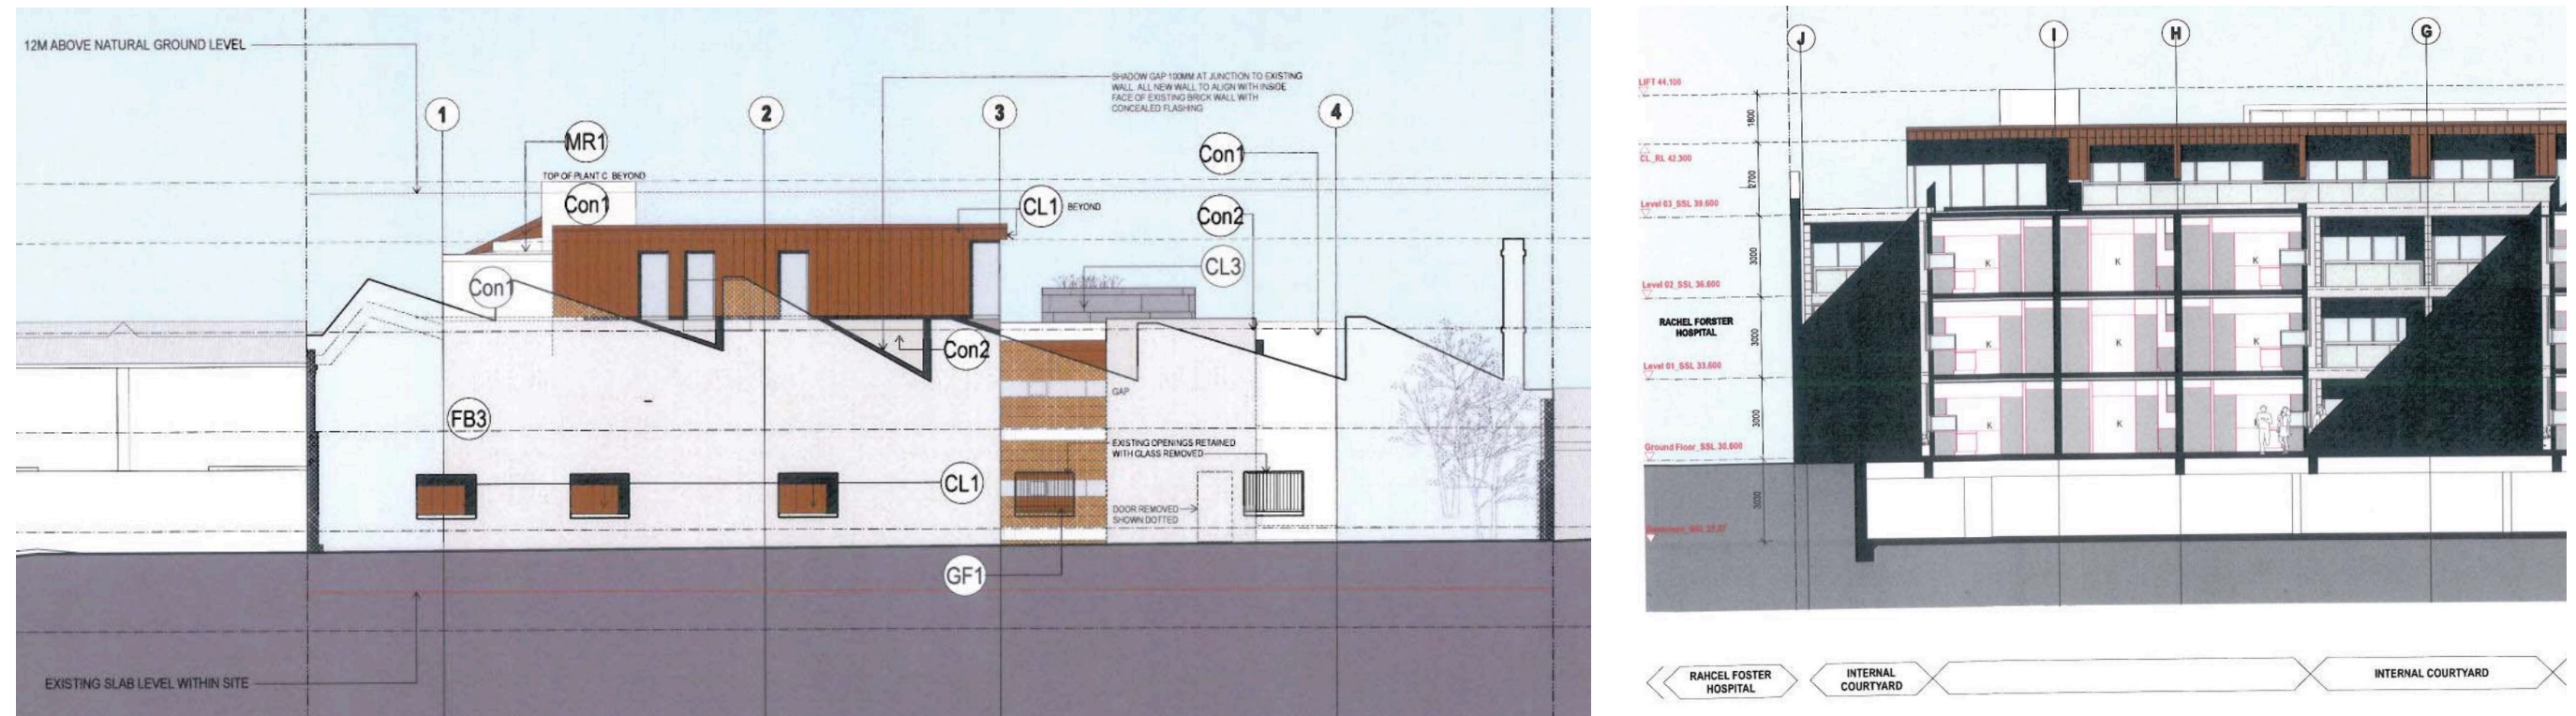 12M ABOVE NATURAL GROUND LEVEL
SHADOW GAP 100MM AT JUNCTION TO EXISTING
WALL. ALL NEW WALL TO ALIGN WITH INSIDE
FACE OF EXISTING BRICK WALL WITH
CONCEALED FLASHING
1
2
3
4
MR1
Con1
TOP OF PLANT C BEYOND
Con1
CL1 BEYOND
Con2
CL3
Con1
Con2
GAP
FB3
EXISTING OPENINGS RETAINED
WITH GLASS REMOVED
CL1
DOOR REMOVED
SHOWN DOTTED
GF1
EXISTING SLAB LEVEL WITHIN SITE
J
I
H
G
LIFT 44.100
1800
CL_RL 42.300
2700
Level 03_SSL 39.600
3000
K
K
K
Level 02_SSL 36.600
RACHEL FORSTER
HOSPITAL
3000
K
K
K
Level 01_SSL 33.600
3000
K
K
K
Ground Floor_SSL 30.600
3030
RAHCEL FOSTER
HOSPITAL
INTERNAL
COURTYARD
INTERNAL COURTYARD